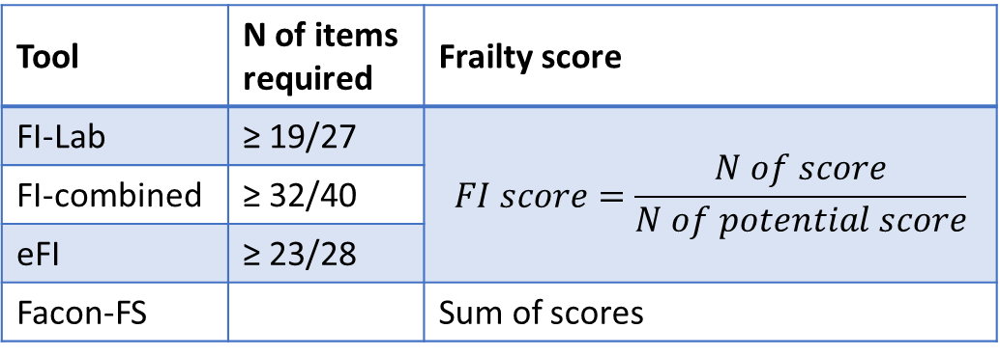 Tool
N of items
required
Frailty score
FI-Lab
≥ 19/27
FI-combined
≥ 32/40
eFI
≥ 23/28
FI score = N of score / N of potential score
Facon-FS
Sum of scores